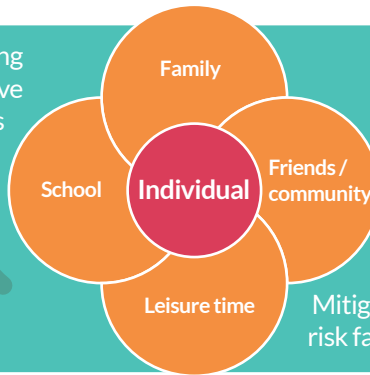 Family
School
Individual
Friends /
community
Leisure time